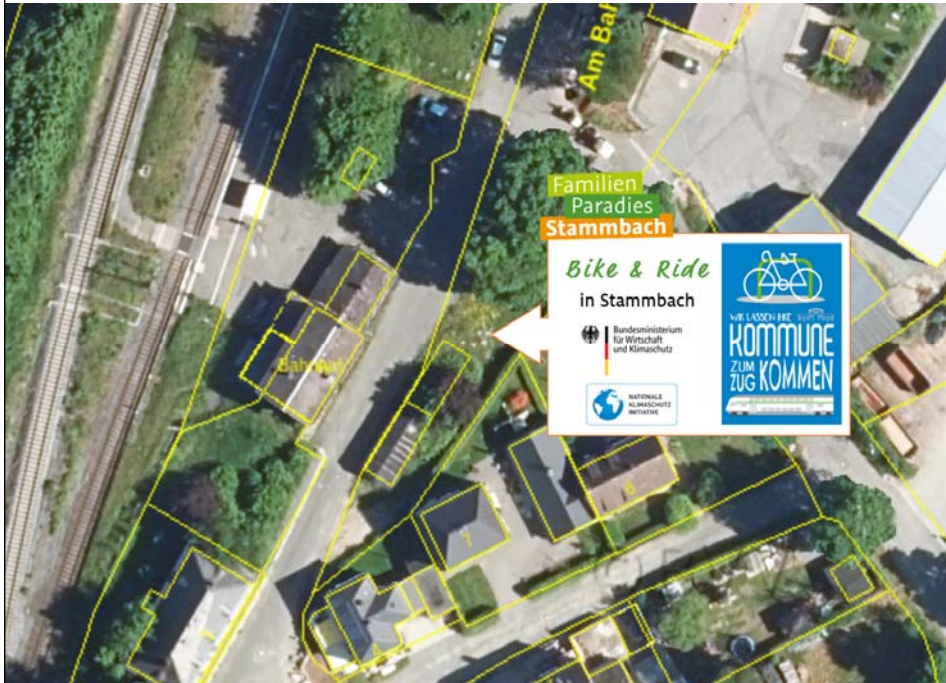 Am Bah
Familien
Paradies
Stammbach
Bike & Ride
in Stammbach
Bundesministerium
für Wirtschaft
und Klimaschutz
NATIONALE
KLIMASCHUTZ
INITIATIVE
WIR LASSEN IHRE
KOMMUNE
ZUM
ZUG KOMMEN
Bahnhof
6
7